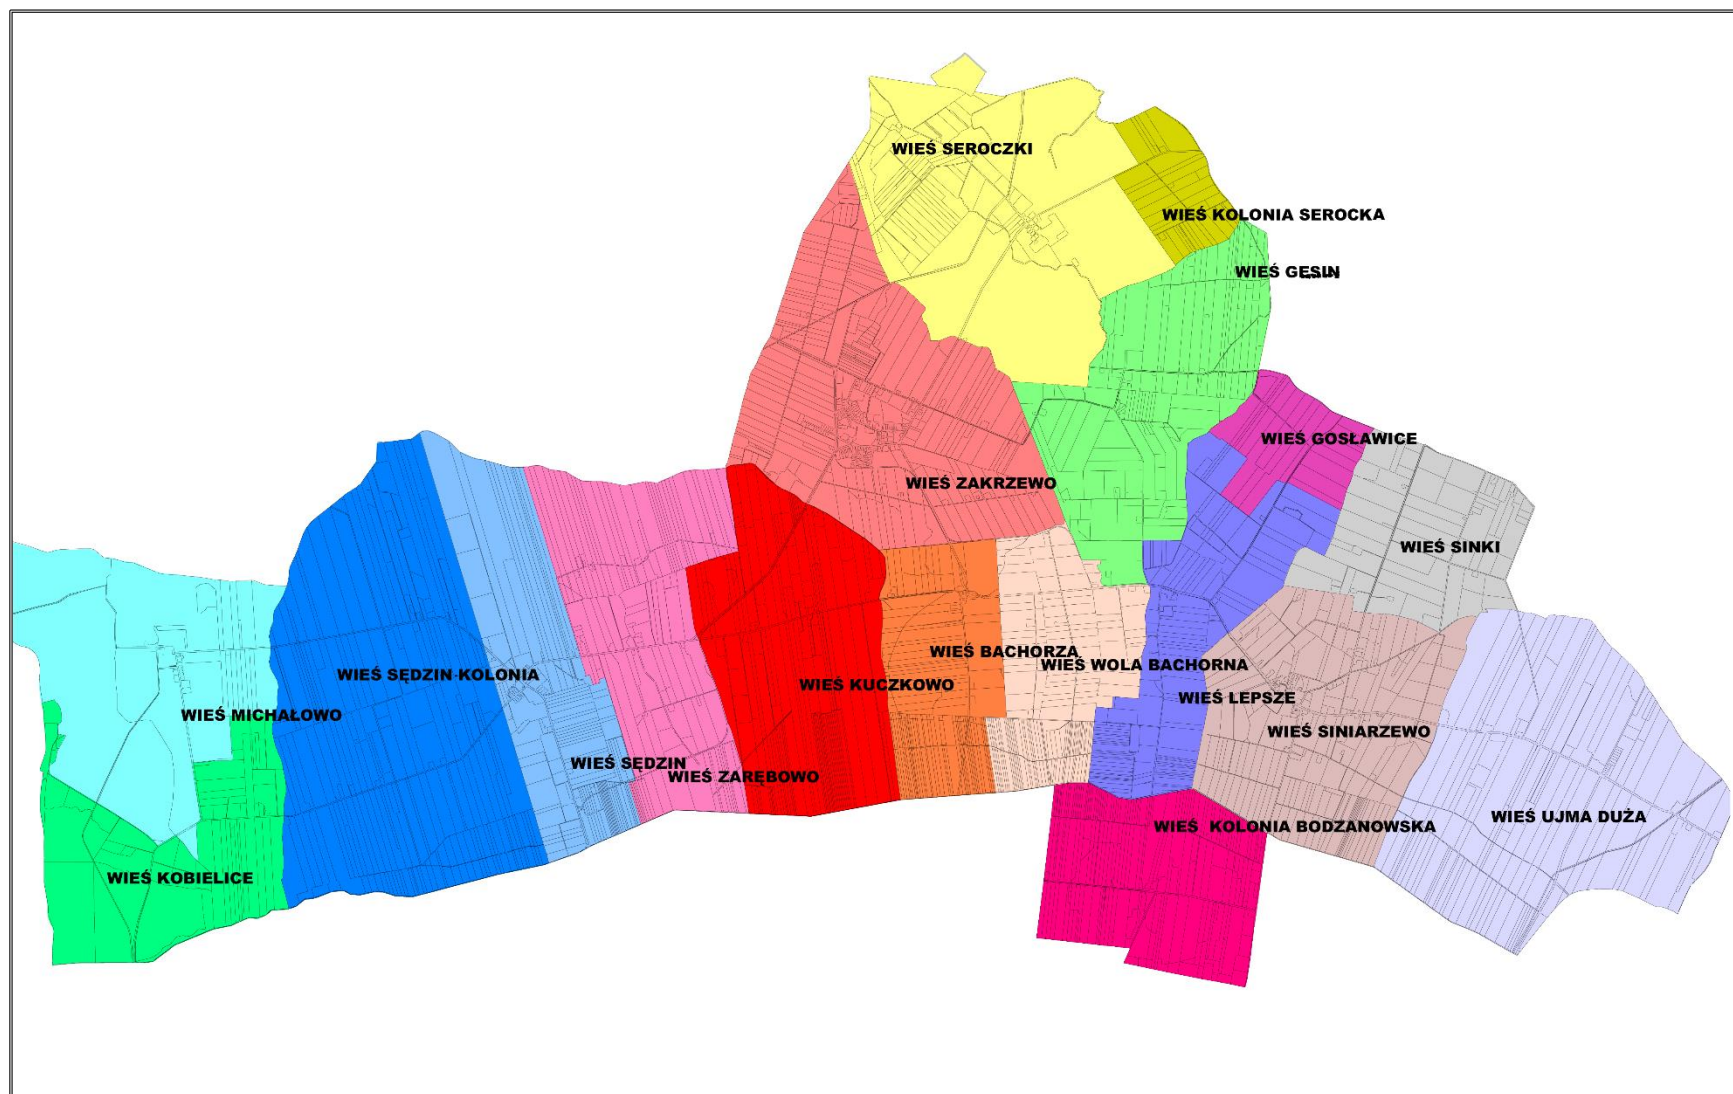 WIEŚ SEROCZKI
WIEŚ KOLONIA SEROCKA
WIEŚ GĘSIN
WIEŚ GOSŁAWICE
WIEŚ ZAKRZEWO
WIEŚ SINKI
WIEŚ BACHORZA
WIEŚ WOLA BACHORNA
WIEŚ SĘDZIN-KOLONIA
WIEŚ KUCZKOWO
WIEŚ LEPSZE
WIEŚ MICHAŁOWO
WIEŚ SINIARZEWO
WIEŚ SĘDZIN
WIEŚ ZARĘBOWO
WIEŚ UJMA DUŻA
WIEŚ KOLONIA BODZANOWSKA
WIEŚ KOBIELICE